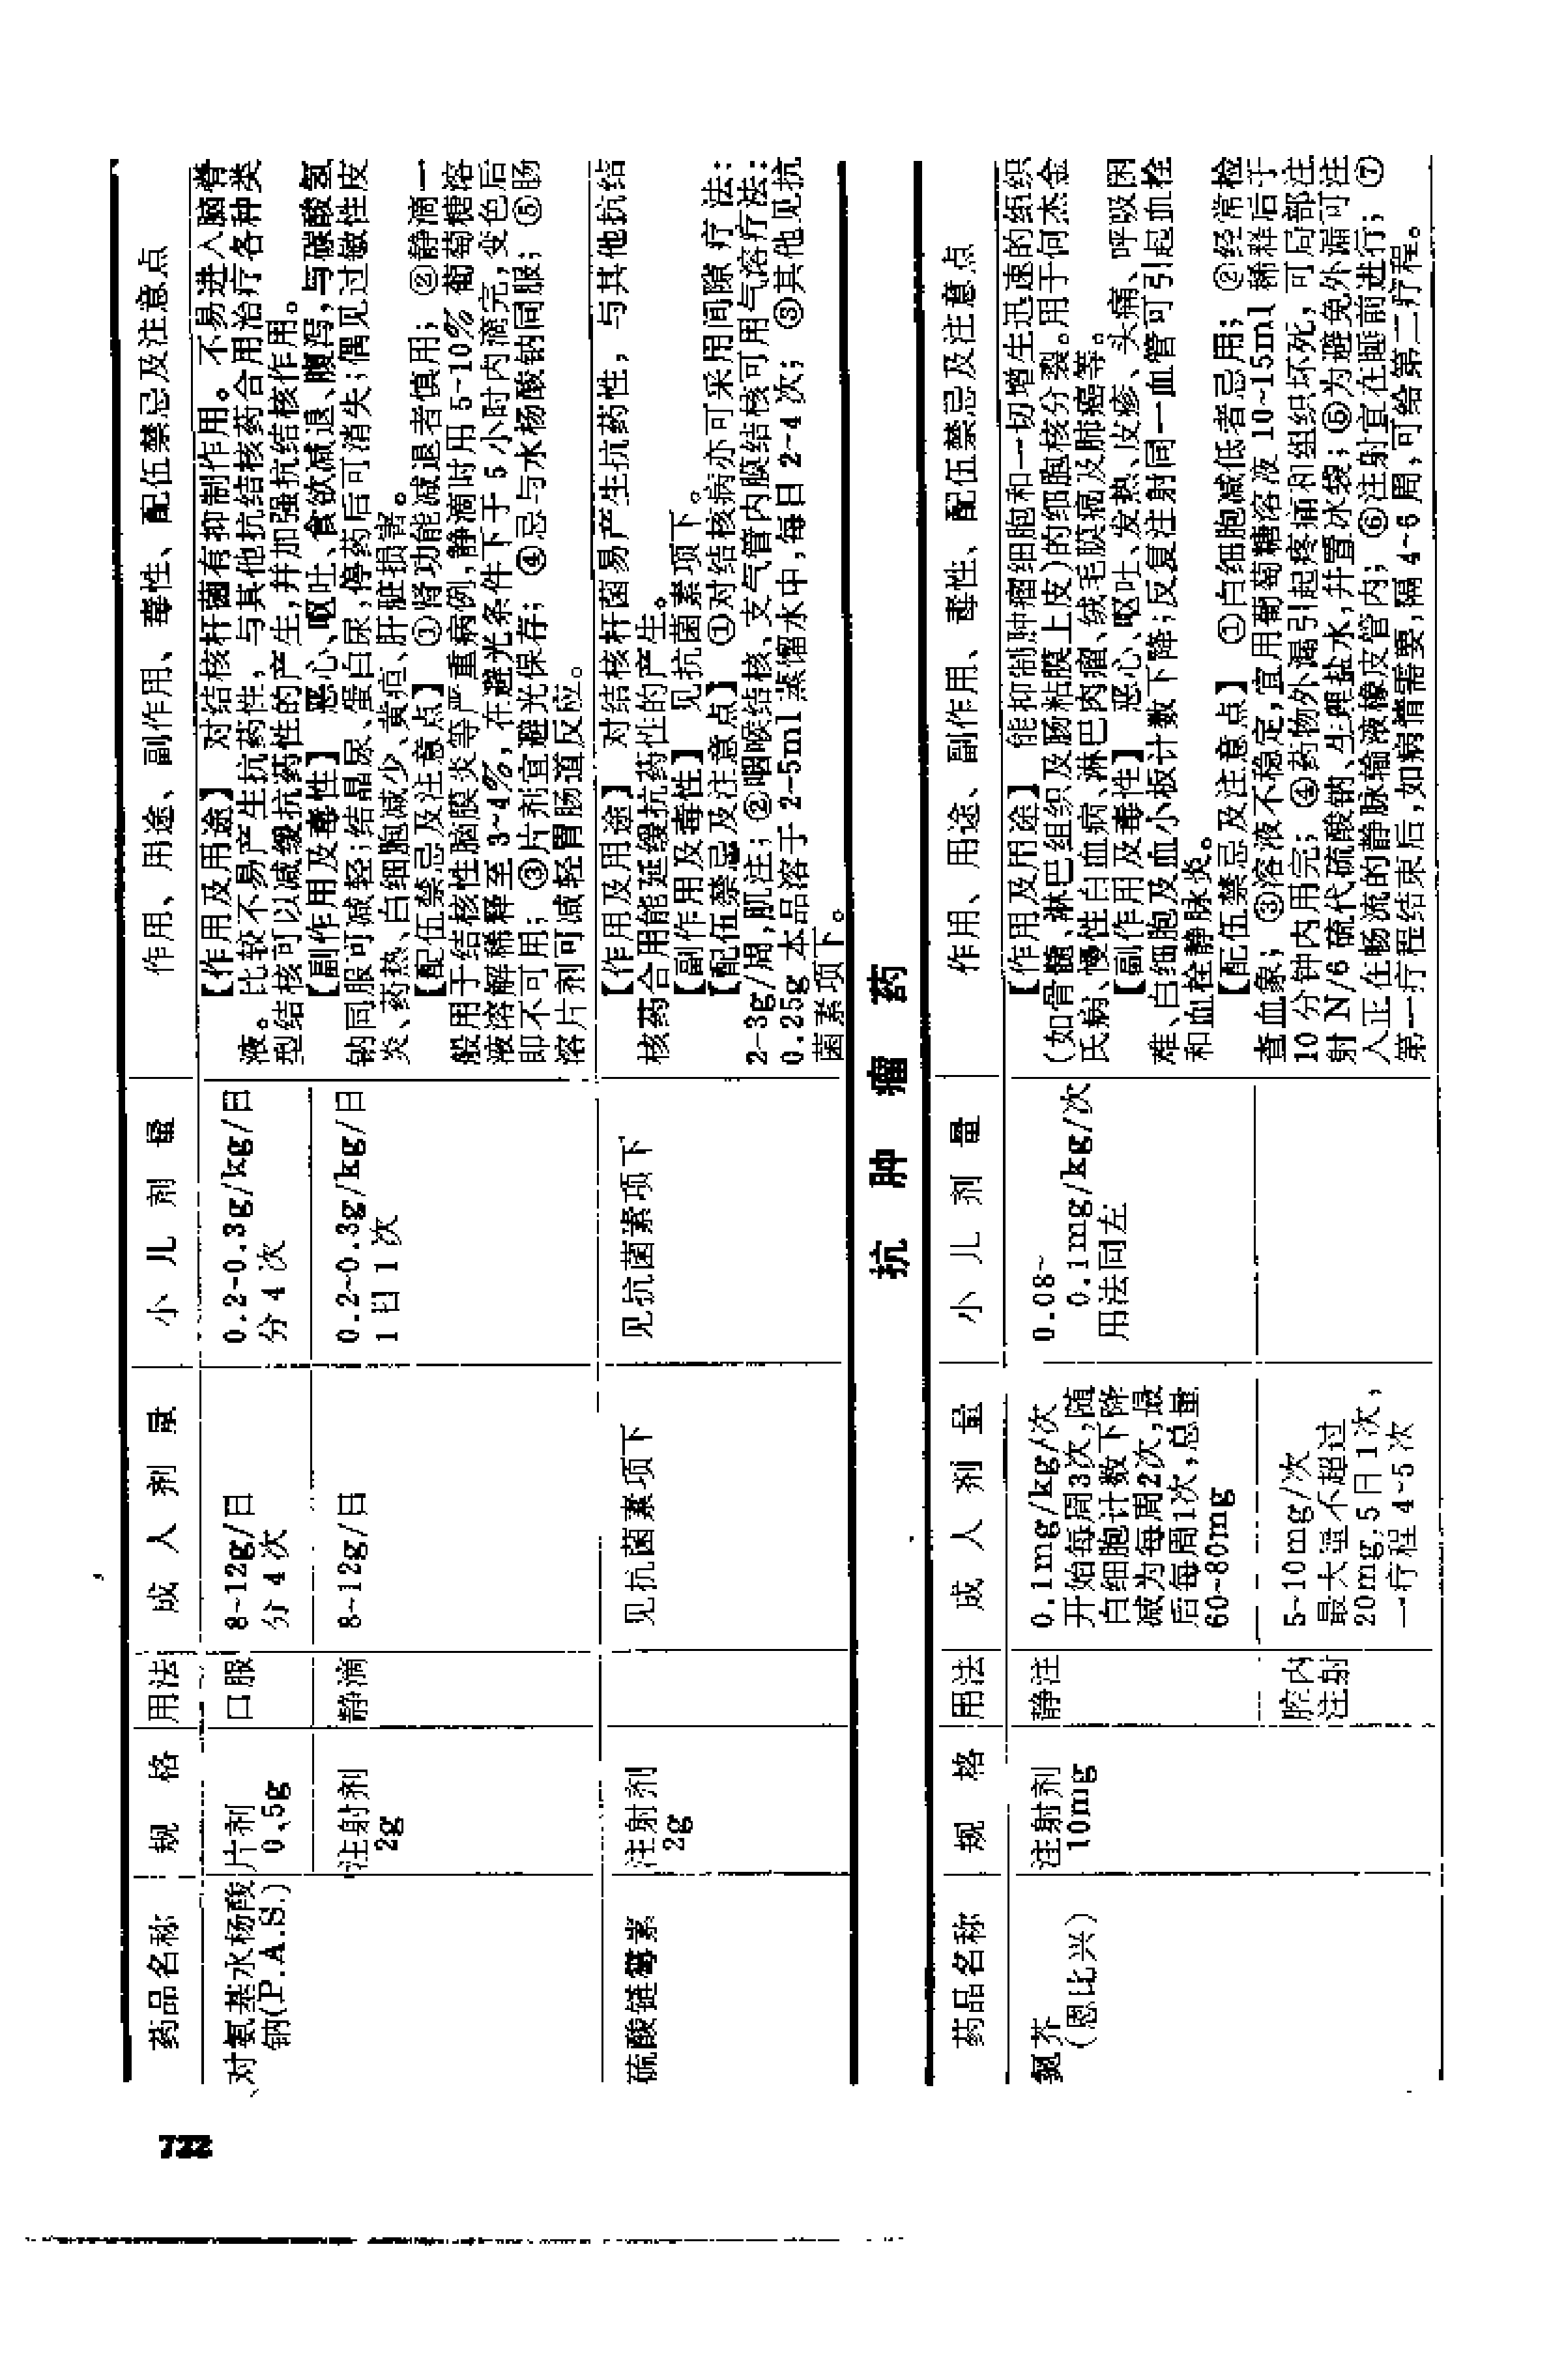 722
药品名称
规格
用法
成人剂量
小儿剂量
作用、用途、副作用、毒性、配伍禁忌及注意点
对氨基水杨酸
钠(P.A.S.)
片剂
0.5g
口服
8~12g/日
分4次
0.2~0.3g/kg/日
分4次
注射剂
2g
静滴
8~12g/日
0.2~0.3g/kg/日
1日1次
【作用及用途】 对结核杆菌有抑制作用。不易进入脑脊
液。比较不易产生抗药性，与其他抗结核药合用治疗各种类
型结核可以减缓抗药性的产生,并加强抗结核作用。
【副作用及毒性】 恶心、呕吐、食欲减退、腹泻,与碳酸氢
钠同服可减轻;结晶尿、蛋白尿,停药后可消失;偶见过敏性皮
炎、药热、白细胞减少、黄疸、肝脏损害。
【配伍禁忌及注意点】 ①肾功能减退者慎用；②静滴一
般用于结核性脑膜炎等严重病例,静滴时用5~10%葡萄糖溶
液溶解稀释至3~4%,在避光条件下于5小时内滴完,变色后
即不可用；③片剂宜避光保存；④忌与水杨酸钠同服；⑤肠
溶片剂可减轻胃肠道反应。
硫酸链霉素
注射剂
2g
见抗菌素项下
见抗菌素项下
【作用及用途】 对结核杆菌易产生抗药性，与其他抗结
核药合用能延缓抗药性的产生。
【副作用及毒性】 见抗菌素项下。
【配伍禁忌及注意点】 ①对结核病亦可采用间隙疗法：
2~3g/周,肌注；②咽喉结核、支气管内膜结核可用气溶疗法：
0.25g本品溶于2~5ml蒸馏水中,每日2~4次；③其他见抗
菌素项下。
抗肿瘤药
药品名称
规格
用法
成人剂量
小儿剂量
作用、用途、副作用、毒性、配伍禁忌及注意点
氮芥
（恩比兴）
注射剂
10mg
静注
0.1mg/kg/次
开始每周3次,随
白细胞计数下降
减为每周2次,最
后每周1次,总量
60~80mg
0.08~
0.1mg/kg/次
用法同左
腔内
注射
5~10mg/次
最大量不超过
20mg,5日1次,
一疗程4~5次
【作用及用途】 能抑制肿瘤细胞和一切增生迅速的组织
（如骨髓、淋巴组织及肠粘膜上皮)的细胞核分裂。用于何杰金
氏病、慢性白血病、淋巴肉瘤、绒毛膜癌及肺癌等。
【副作用及毒性】 恶心、呕吐、发热、皮疹、头痛、呼吸困
难、白细胞及血小板计数下降;反复注射同一血管可引起血栓
和血栓静脉炎。
【配伍禁忌及注意点】 ①白细胞减低者忌用；②经常检
查血象；③溶液不稳定,宜用葡萄糖溶液10~15ml稀释后于
10分钟内用完；④药物外漏引起疼痛和组织坏死，可局部注
射N/6硫代硫酸钠、生理盐水,并置冰袋；⑤为避免外漏可注
入正在畅流的静脉输液橡皮管内；⑥注射宜在睡前进行；⑦
第一疗程结束后,如病情需要,隔4~6周,可给第二疗程。